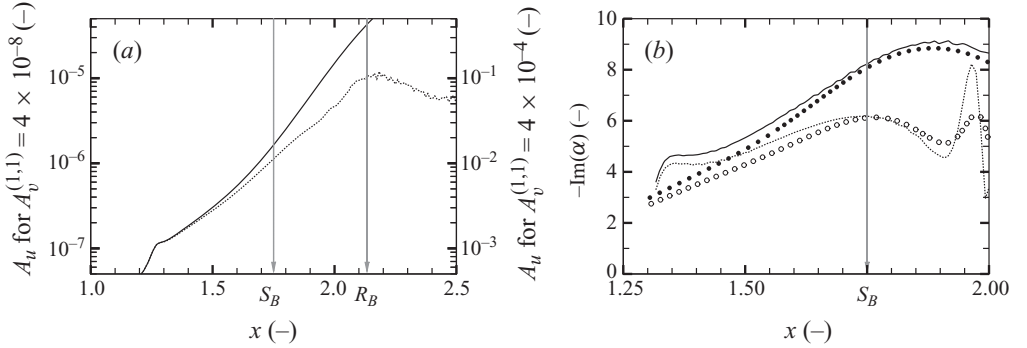 (a)
A_u for A_v^(1,1) = 4 × 10^−8 (–)
10^−5
10^−6
10^−7
1.0
1.5
S_B
2.0
R_B
2.5
x (–)
10^−1
10^−2
10^−3
A_u for A_v^(1,1) = 4 × 10^−4 (–)
(b)
−Im(α) (–)
10
8
6
4
2
0
1.25
1.50
S_B
1.75
2.00
x (–)